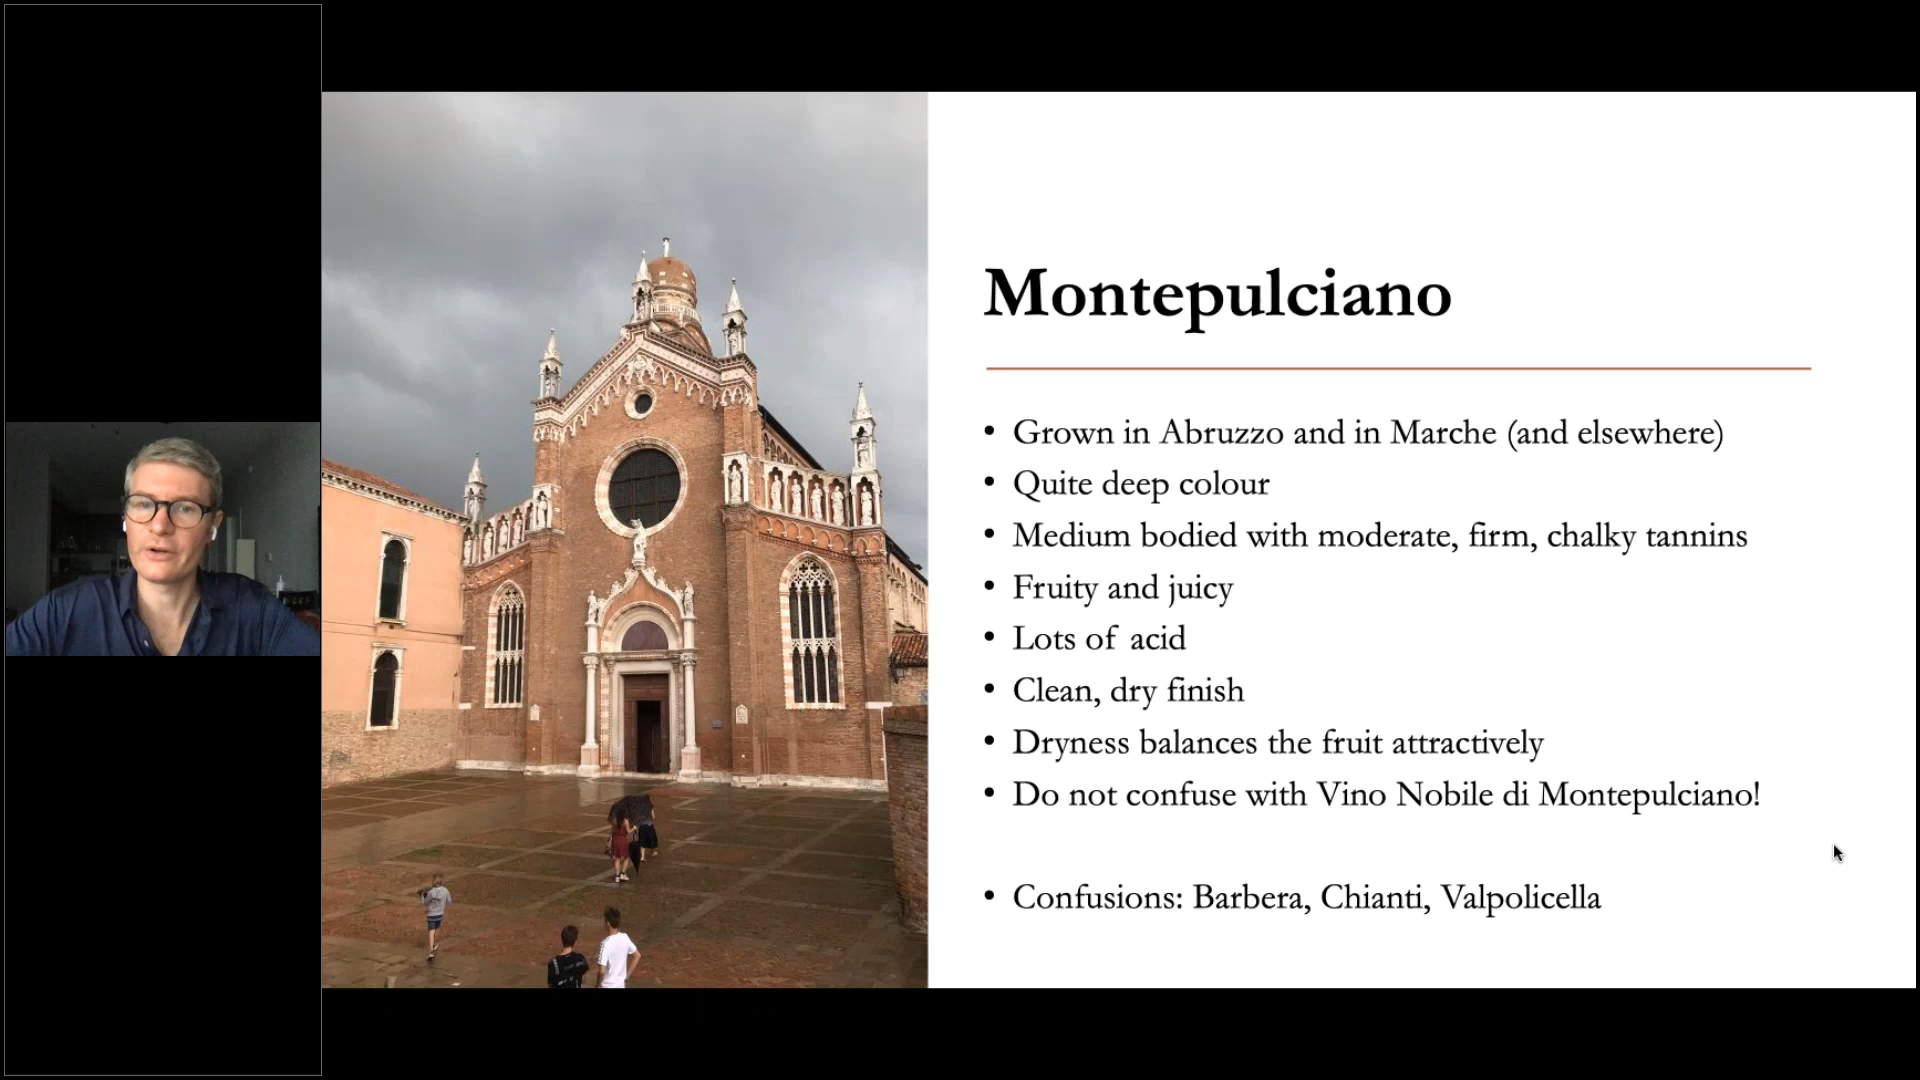 Montepulciano
• Grown in Abruzzo and in Marche (and elsewhere)
• Quite deep colour
• Medium bodied with moderate, firm, chalky tannins
• Fruity and juicy
• Lots of acid
• Clean, dry finish
• Dryness balances the fruit attractively
• Do not confuse with Vino Nobile di Montepulciano!
• Confusions: Barbera, Chianti, Valpolicella